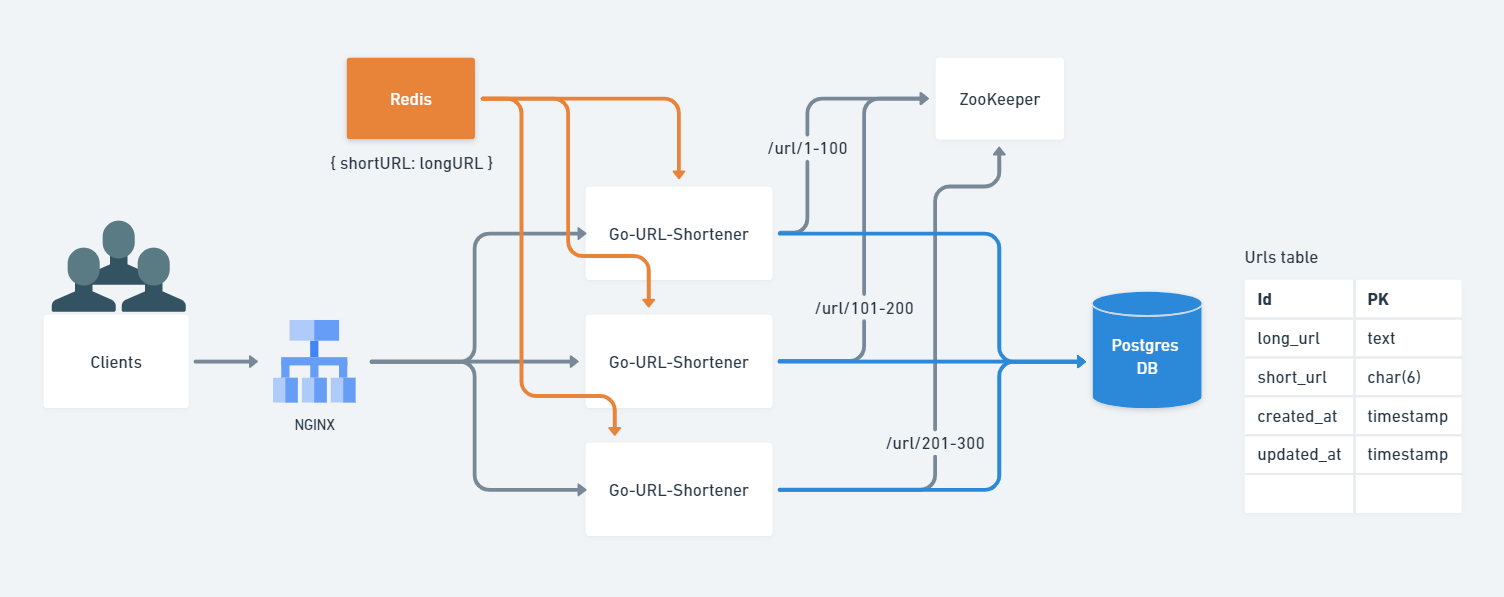 Redis
{ shortURL: longURL }
ZooKeeper
/url/1-100
Go-URL-Shortener
Clients
NGINX
Go-URL-Shortener
/url/101-200
Go-URL-Shortener
/url/201-300
Postgres
DB
Urls table
Id PK
long_url text
short_url char(6)
created_at timestamp
updated_at timestamp